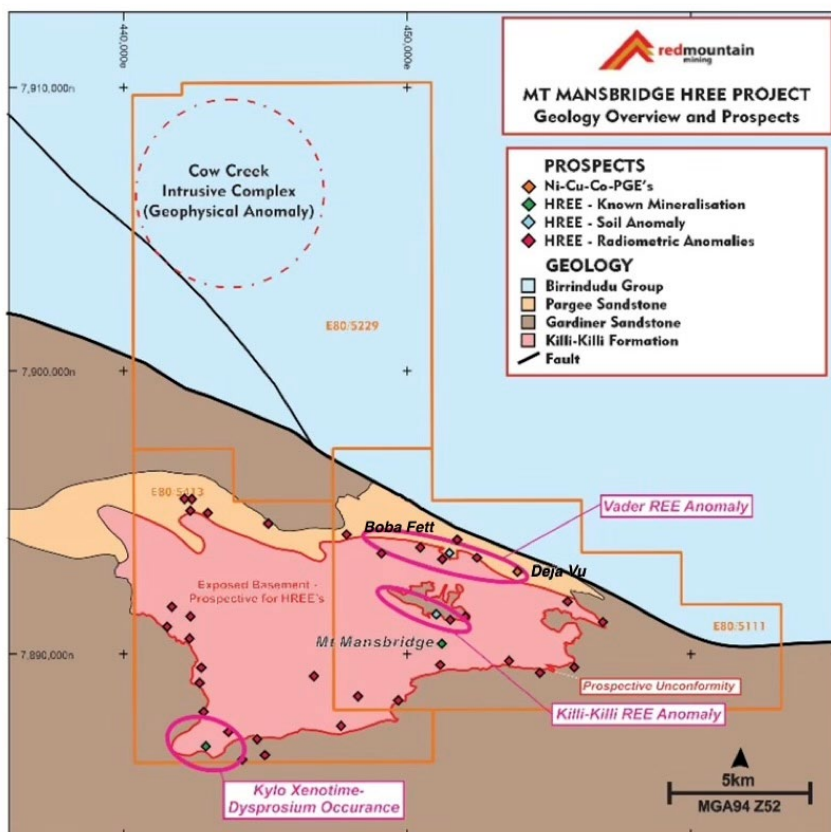 40,000n
450,000n
redmountain
mining
MT MANSBRIDGE HREE PROJECT
Geology Overview and Prospects
7,910,000n
Cow Creek
Intrusive Complex
(Geophysical Anomaly)
PROSPECTS
Ni-Cu-Co-PGE's
HREE - Known Mineralisation
HREE - Soil Anomaly
HREE - Radiometric Anomalies
GEOLOGY
Birrindudu Group
Pargee Sandstone
Gardiner Sandstone
Killi-Killi Formation
Fault
E80/5229
7,900,000n
E80/5413
Vader REE Anomaly
Boba Fett
Deja Vu
Exposed Basement -
Prospective for HREE's
E80/5111
Mt Mansbridge
7,890,000n
Prospective Unconformity
Killi-Killi REE Anomaly
Kylo Xenotime-
Dysprosium Occurance
5km
MGA94 Z52